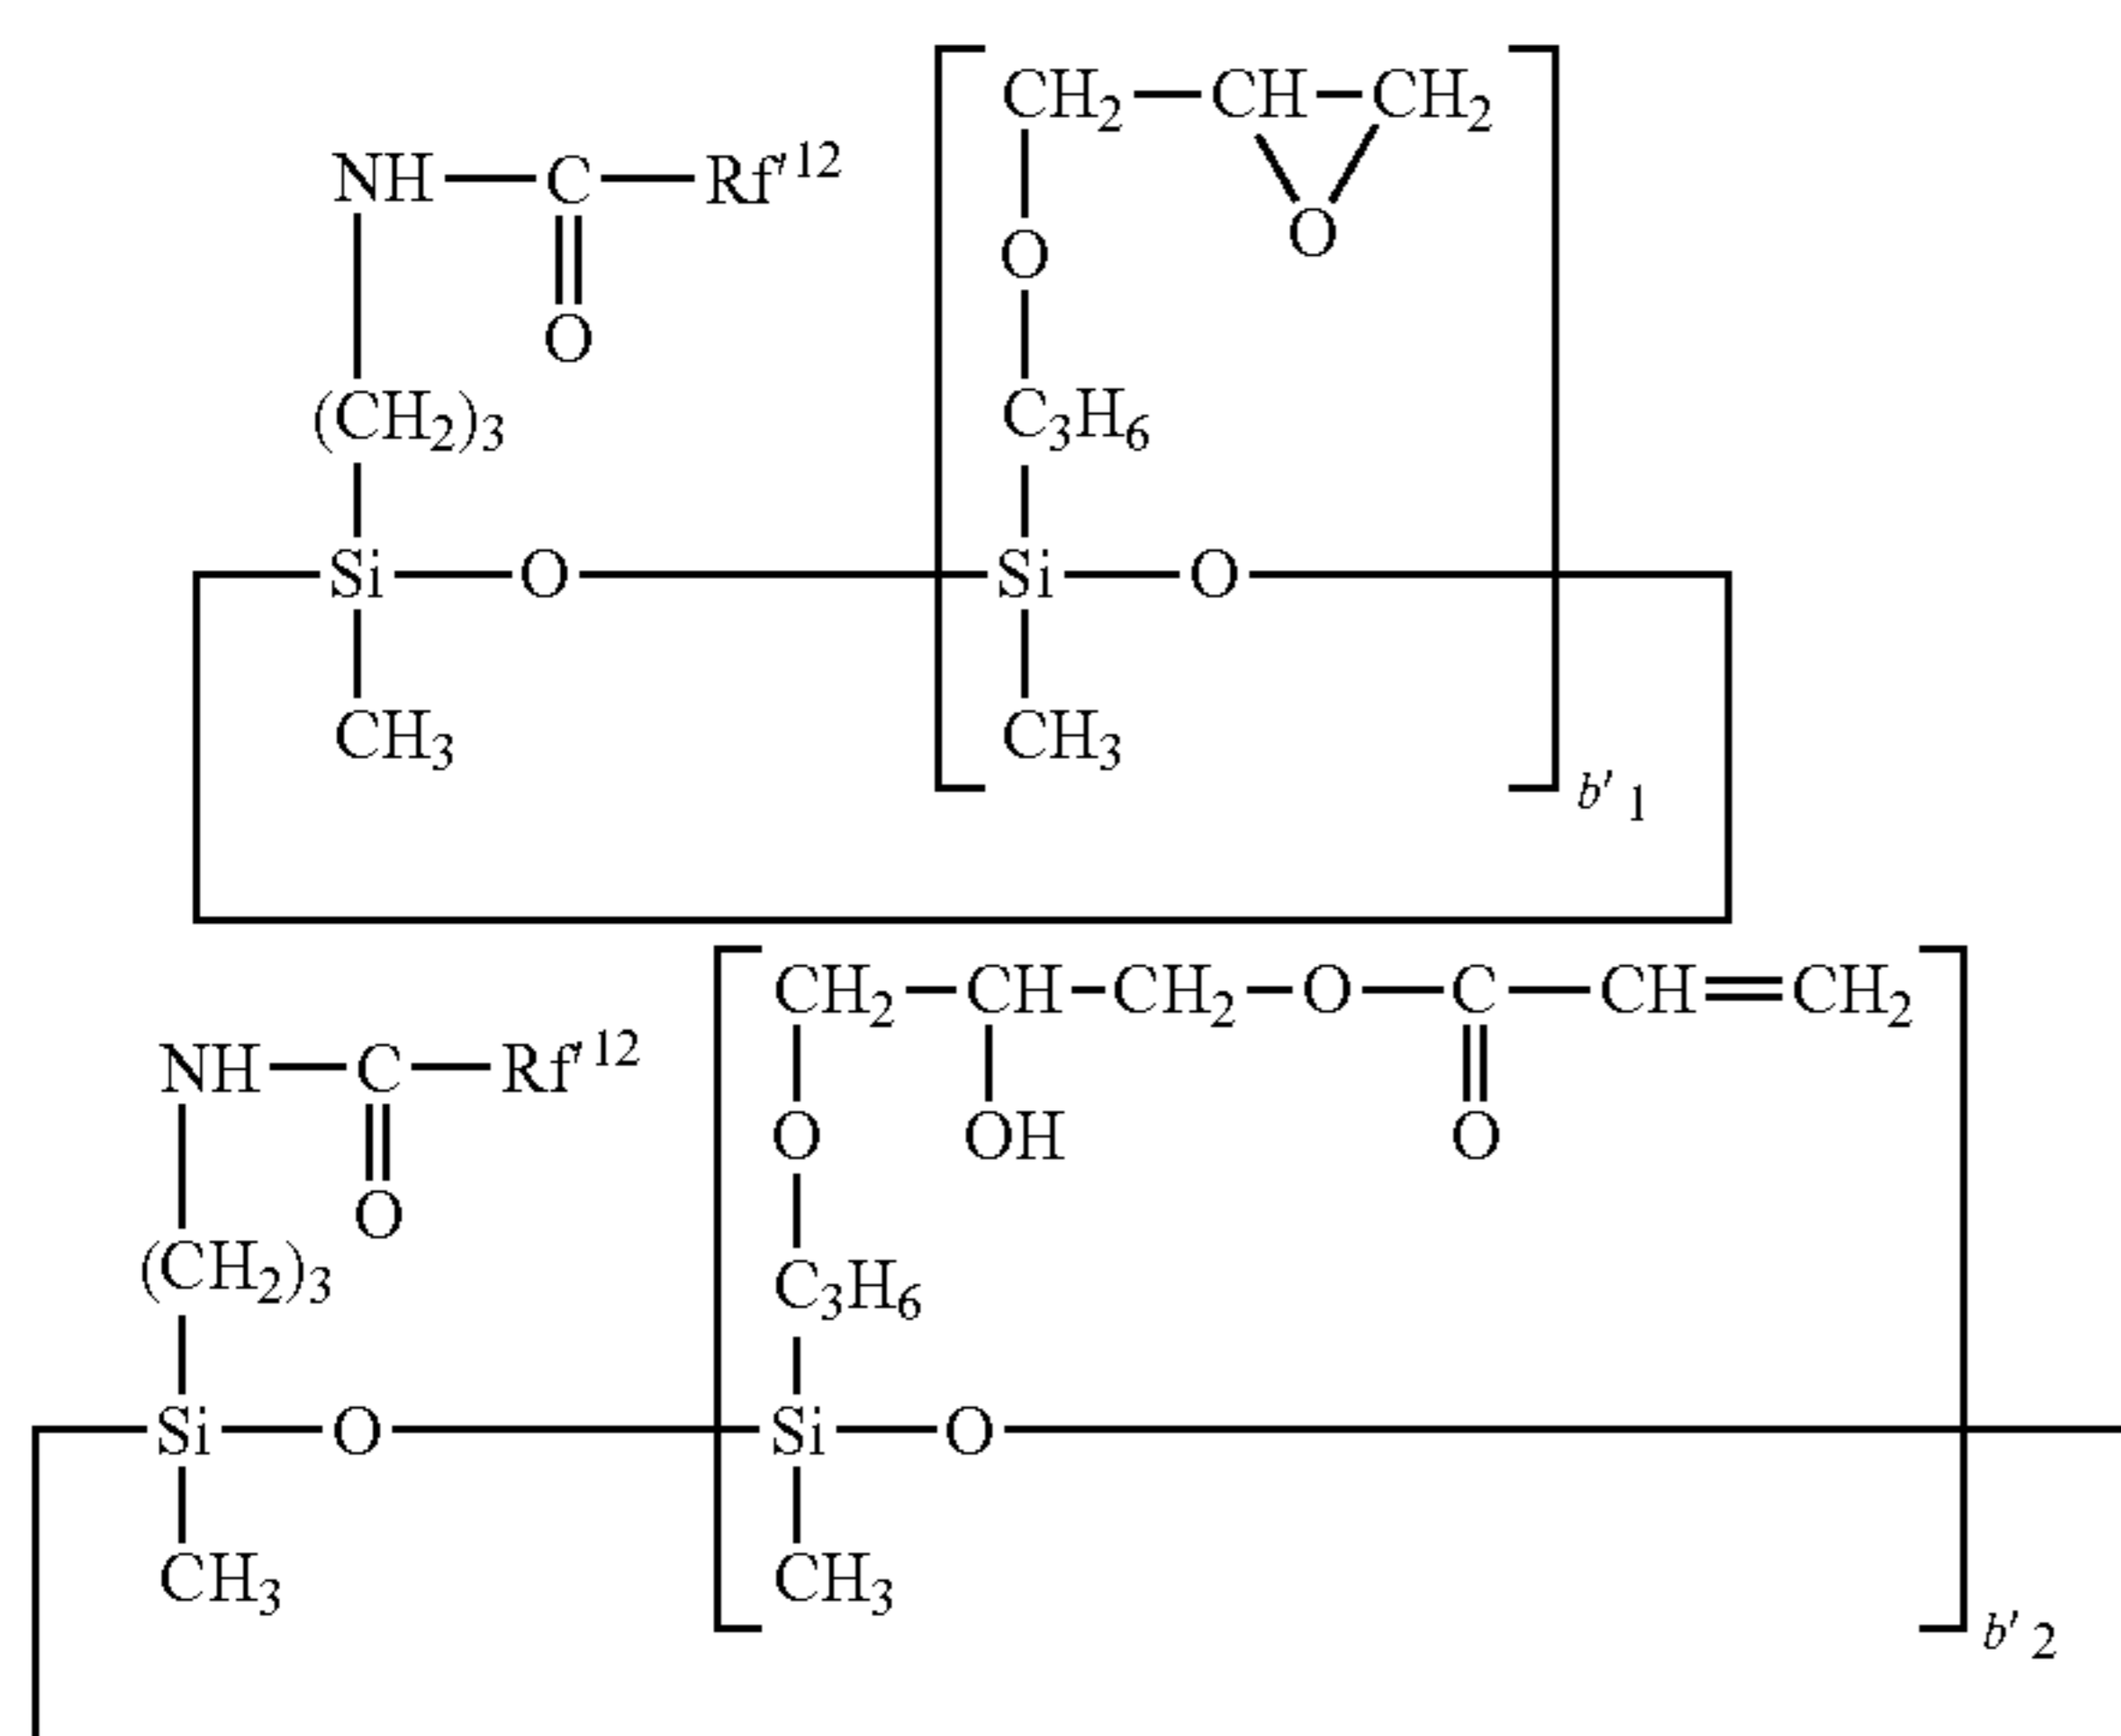 CH₂—CH—CH₂
NH—C—Rf'¹²
O
O
O
(CH₂)₃
C₃H₆
Si—O—Si—O
CH₃
CH₃
b'₁
CH₂—CH—CH₂—O—C—CH=CH₂
NH—C—Rf'¹²
O
OH
O
O
(CH₂)₃
C₃H₆
Si—O—Si—O
CH₃
CH₃
b'₂